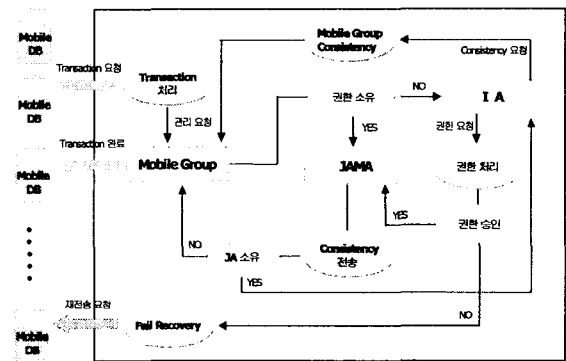 Mobile
DB
Mobile
DB
Mobile
DB
Mobile
DB
Transaction 요청
Transaction 완료
재전송 요청
Transaction
처리
관리 요청
Mobile Group
Mobile Group
Consistency
Consistency 요청
권한 소유
NO
I A
YES
권한 요청
JAMA
권한 처리
YES
권한 승인
NO
JA 소유
Consistency
전송
YES
NO
Fail Recovery